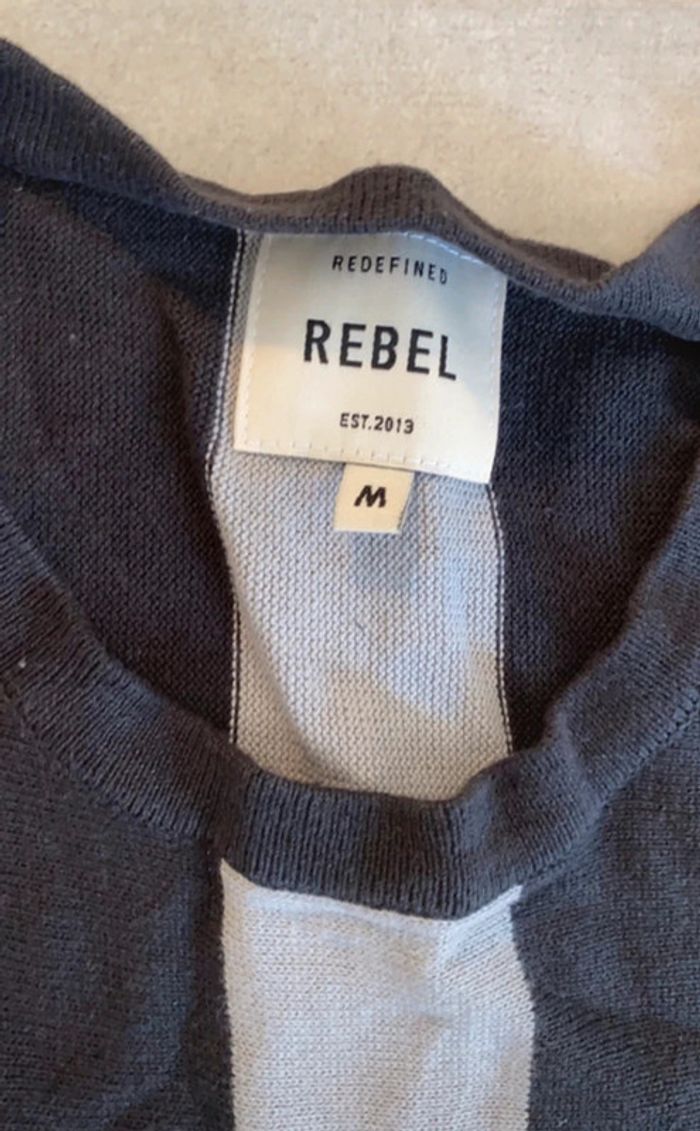 REDEFINED
REBEL
EST.2013
M